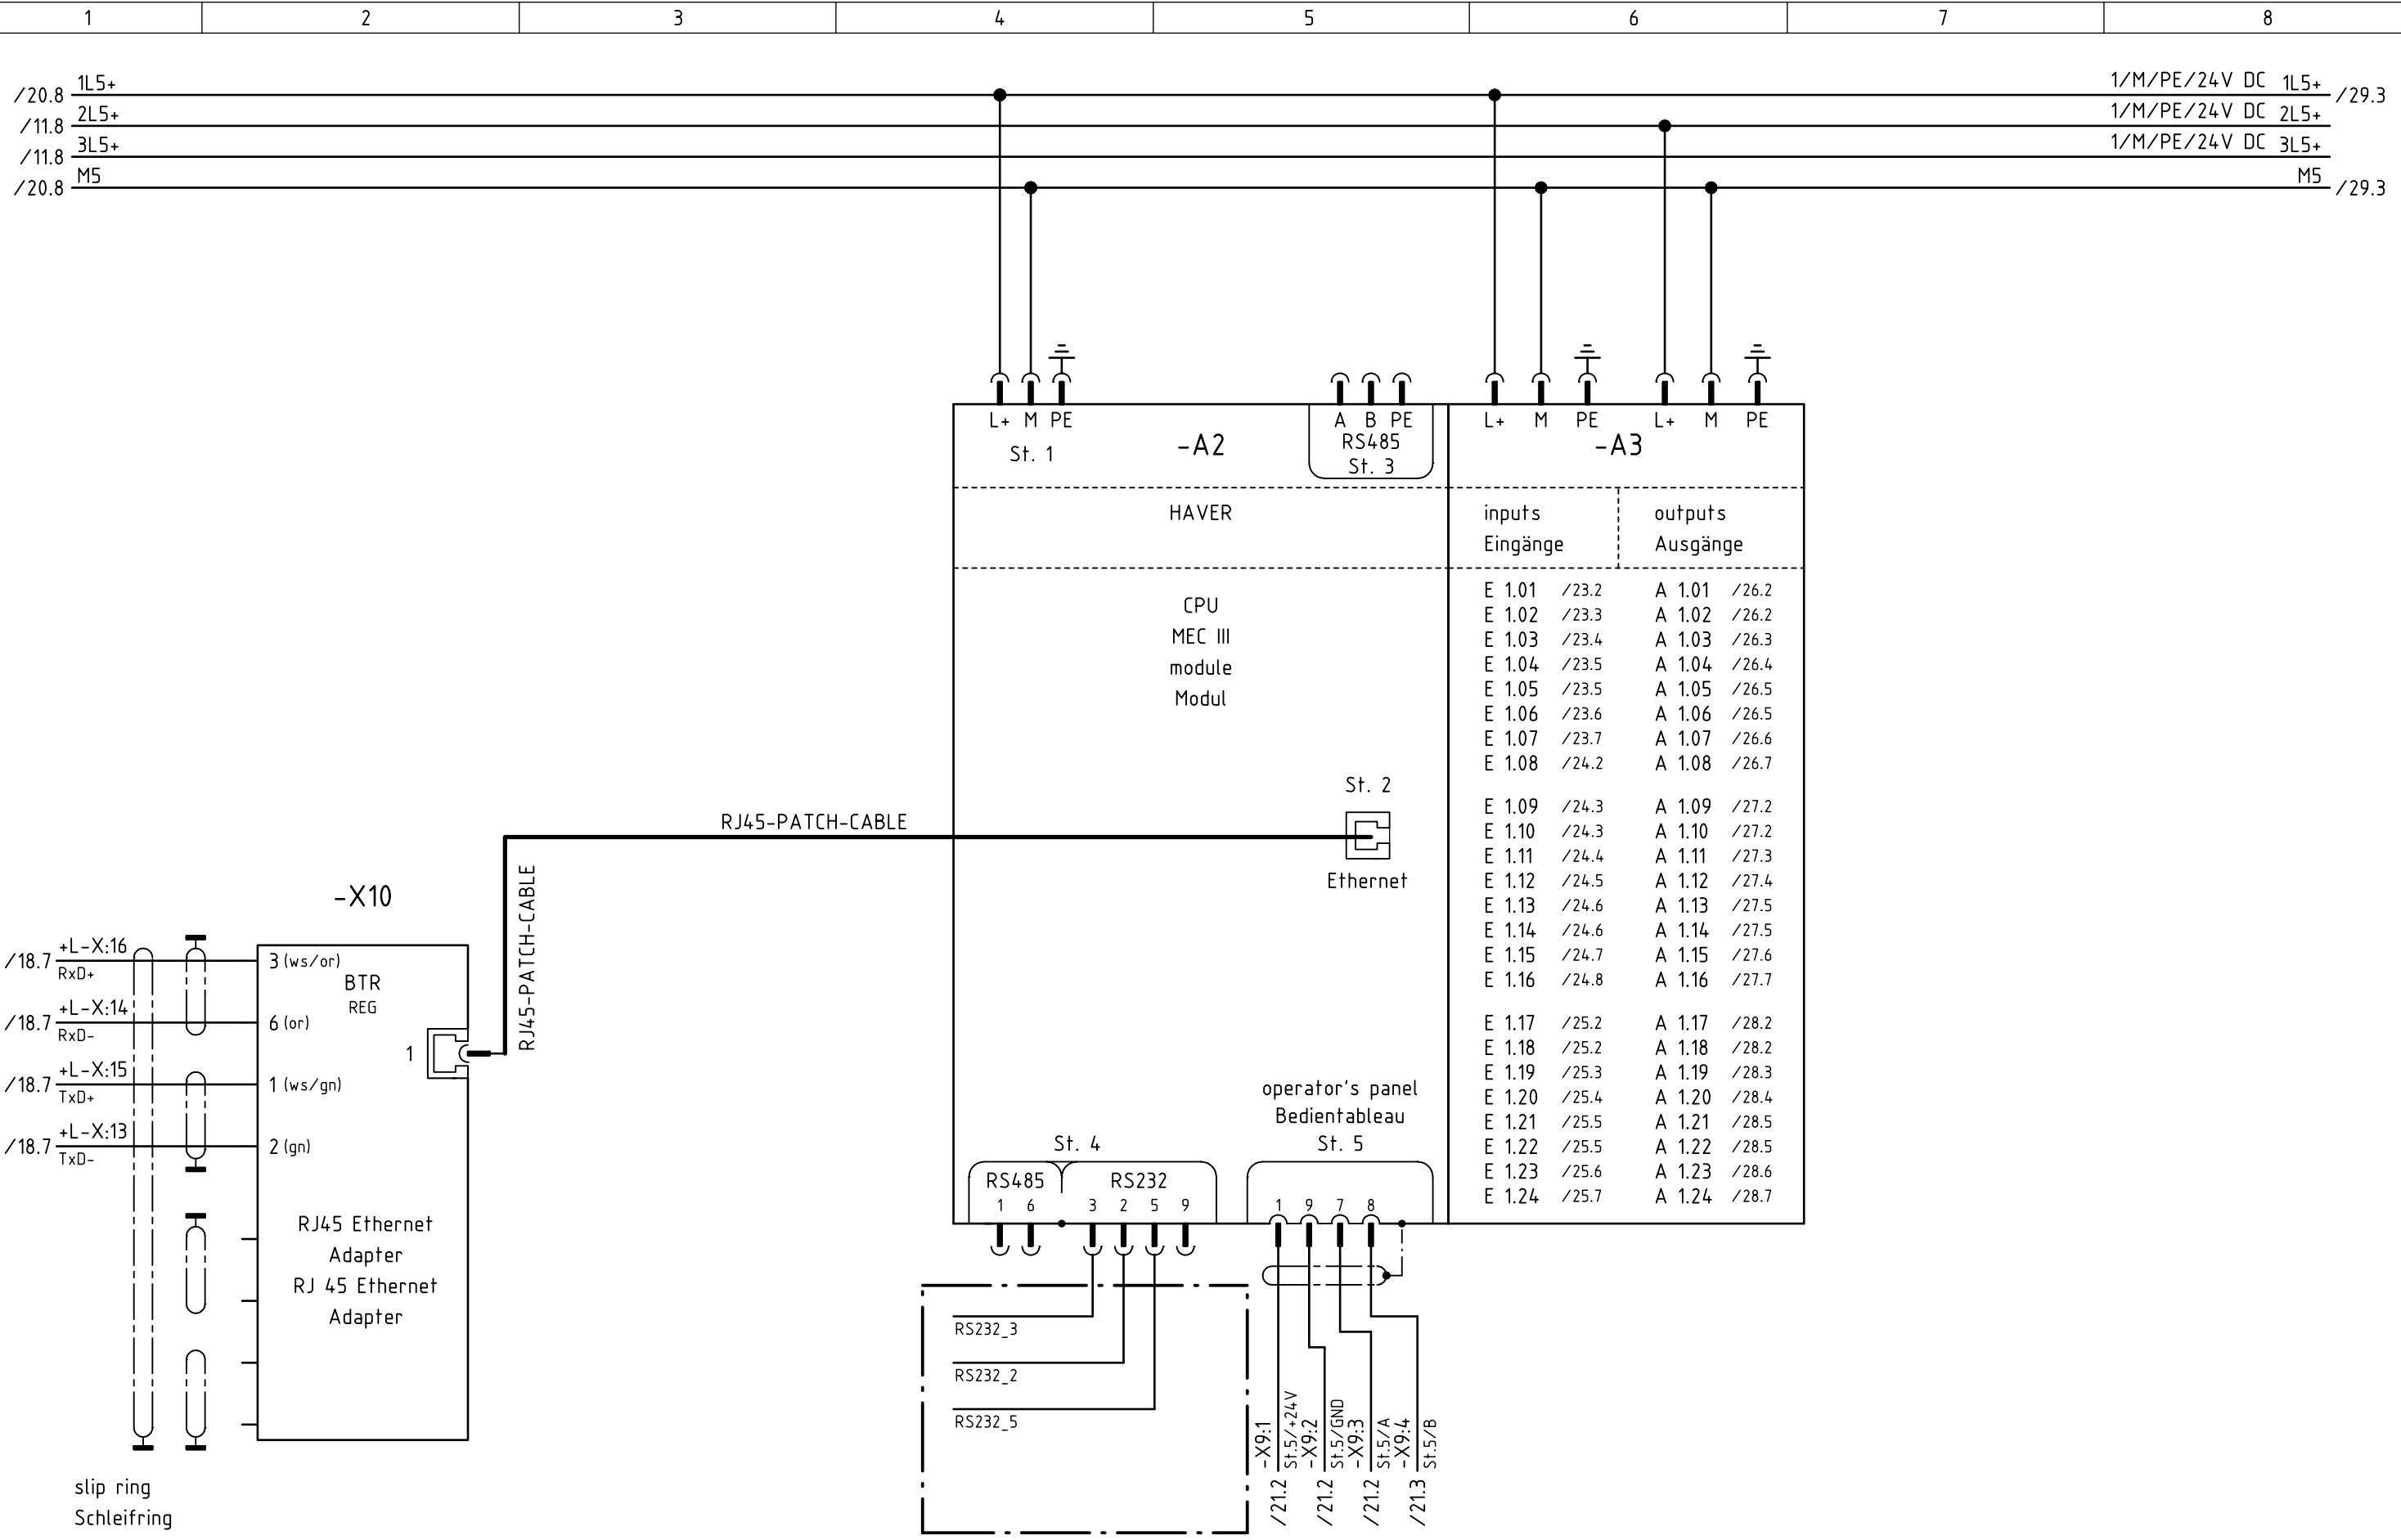 1 2 3 4 5 6 7 8
/20.8 1L5+ 1/M/PE/24V DC 1L5+ /29.3
/11.8 2L5+ 1/M/PE/24V DC 2L5+
/11.8 3L5+ 1/M/PE/24V DC 3L5+
/20.8 M5 M5 /29.3
L+ M PE A B PE L+ M PE L+ M PE
St. 1 -A2 RS485 -A3
St. 3
HAVER
inputs outputs
Eingänge Ausgänge
CPU
MEC III
module
Modul
E 1.01 /23.2 A 1.01 /26.2
E 1.02 /23.3 A 1.02 /26.2
E 1.03 /23.4 A 1.03 /26.3
E 1.04 /23.5 A 1.04 /26.4
E 1.05 /23.5 A 1.05 /26.5
E 1.06 /23.6 A 1.06 /26.5
E 1.07 /23.7 A 1.07 /26.6
E 1.08 /24.2 A 1.08 /26.7
E 1.09 /24.3 A 1.09 /27.2
E 1.10 /24.3 A 1.10 /27.2
E 1.11 /24.4 A 1.11 /27.3
E 1.12 /24.5 A 1.12 /27.4
E 1.13 /24.6 A 1.13 /27.5
E 1.14 /24.6 A 1.14 /27.5
E 1.15 /24.7 A 1.15 /27.6
E 1.16 /24.8 A 1.16 /27.7
E 1.17 /25.2 A 1.17 /28.2
E 1.18 /25.2 A 1.18 /28.2
E 1.19 /25.3 A 1.19 /28.3
E 1.20 /25.4 A 1.20 /28.4
E 1.21 /25.5 A 1.21 /28.5
E 1.22 /25.5 A 1.22 /28.5
E 1.23 /25.6 A 1.23 /28.6
E 1.24 /25.7 A 1.24 /28.7
St. 2
Ethernet
RJ45-PATCH-CABLE
RJ45-PATCH-CABLE
-X10
/18.7 +L-X:16 3 (ws/or)
RxD+
BTR
REG
/18.7 +L-X:14 6 (or)
RxD-
1
/18.7 +L-X:15 1 (ws/gn)
TxD+
/18.7 +L-X:13 2 (gn)
TxD-
RJ45 Ethernet
Adapter
RJ 45 Ethernet
Adapter
slip ring
Schleifring
operator's panel
Bedientableau
St. 4 St. 5
RS485 RS232
1 6 3 2 5 9 1 9 7 8
RS232_3
RS232_2
RS232_5
/21.2 -X9:1
St.5/+24V
/21.2 -X9:2
St.5/GND
/21.2 -X9:3
St.5/A
/21.3 -X9:4
St.5/B